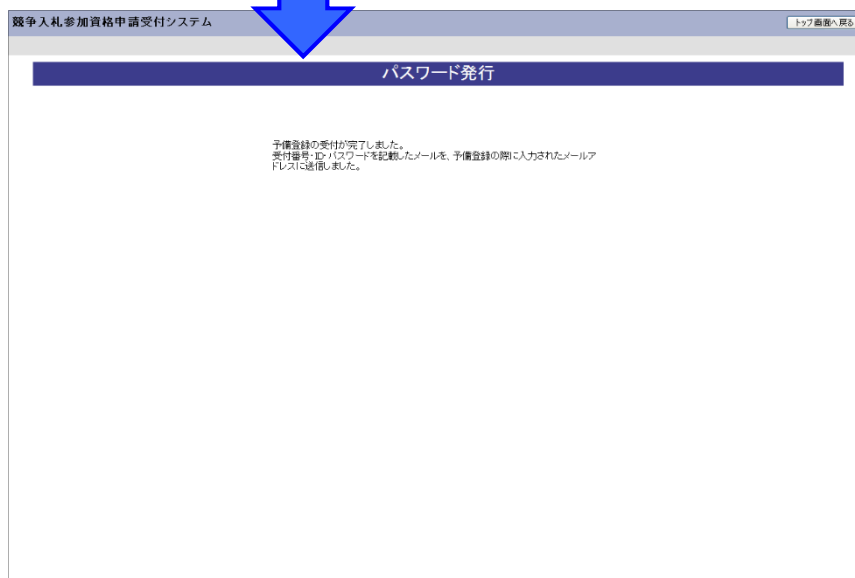 競争入札参加資格申請受付システム
トップ画面へ戻る
パスワード発行
予備登録の受付が完了しました。
受付番号・ID・パスワードを記載したメールを、予備登録の際に入力されたメールア
ドレスに送信しました。